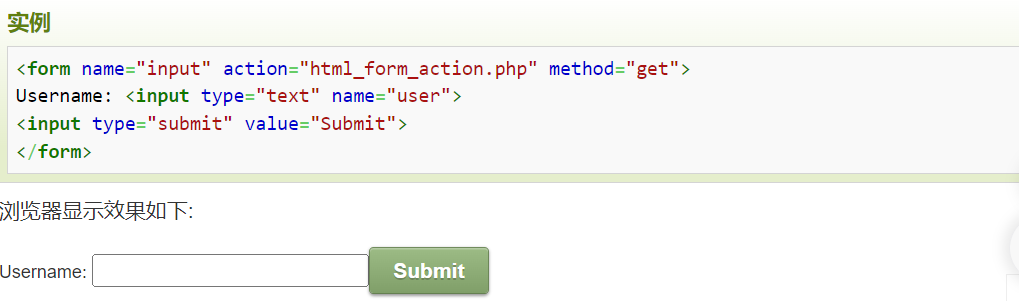 实例
<form name="input" action="html_form_action.php" method="get">
Username: <input type="text" name="user">
<input type="submit" value="Submit">
</form>
浏览器显示效果如下:
Username: Submit